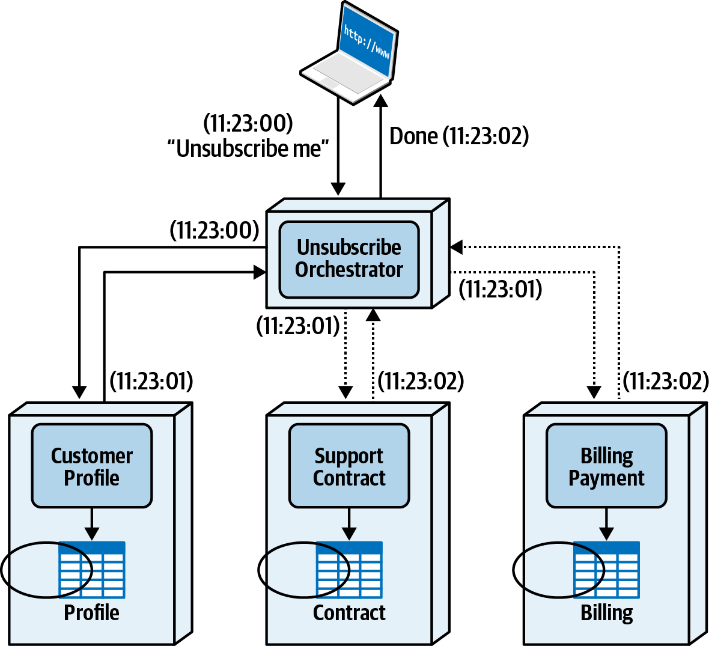 http://www
(11:23:00)
“Unsubscribe me”
Done (11:23:02)
(11:23:00)
Unsubscribe
Orchestrator
(11:23:01)
(11:23:01)
(11:23:01)
(11:23:02)
(11:23:02)
Customer
Profile
Support
Contract
Billing
Payment
Profile
Contract
Billing